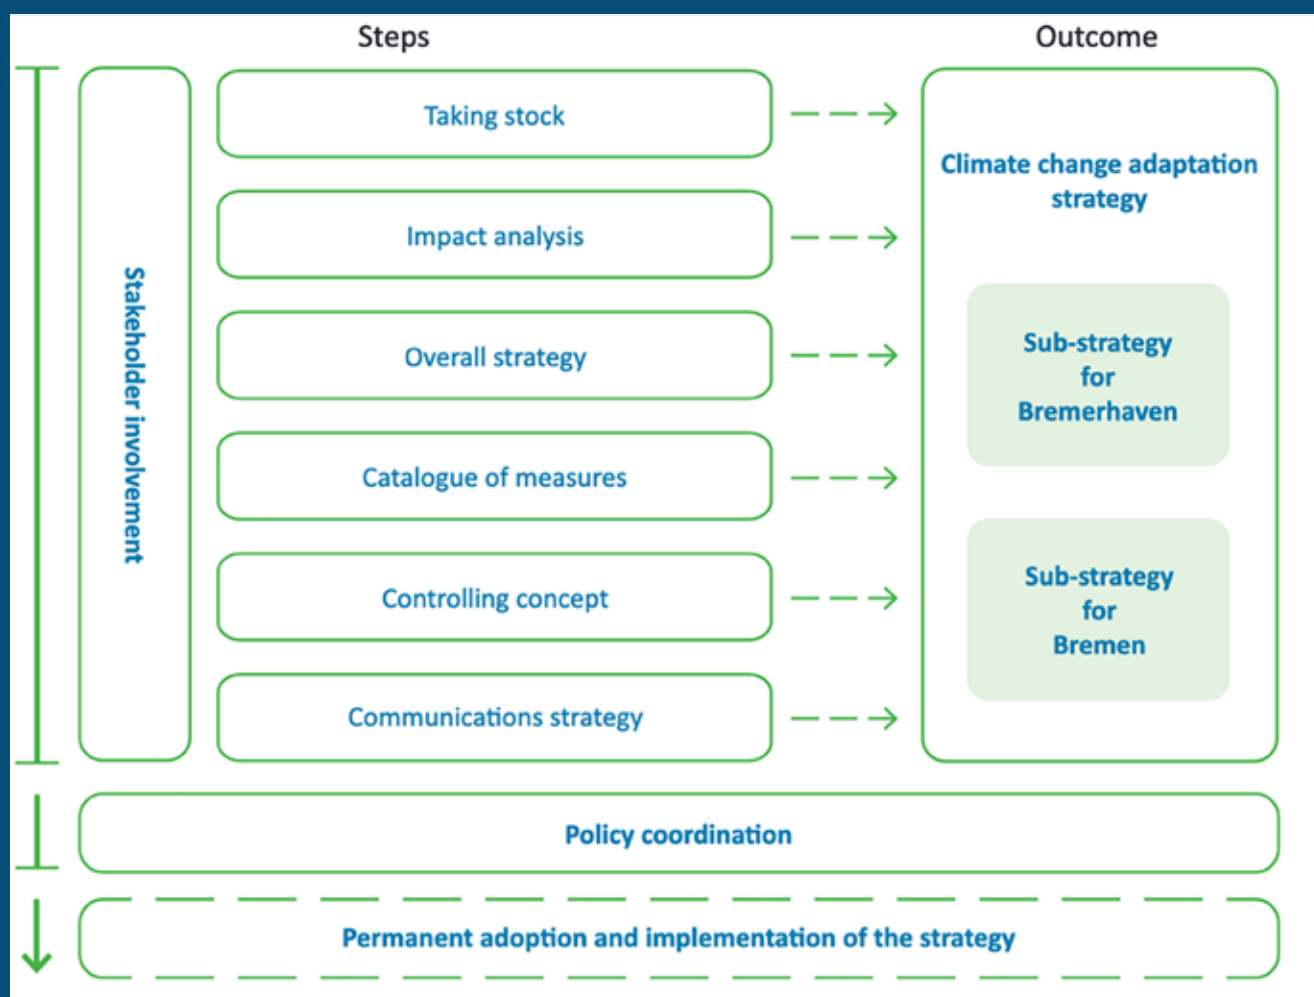 Steps
Outcome
Stakeholder involvement
Taking stock
Impact analysis
Overall strategy
Catalogue of measures
Controlling concept
Communications strategy
Climate change adaptation
strategy
Sub-strategy
for
Bremerhaven
Sub-strategy
for
Bremen
Policy coordination
Permanent adoption and implementation of the strategy